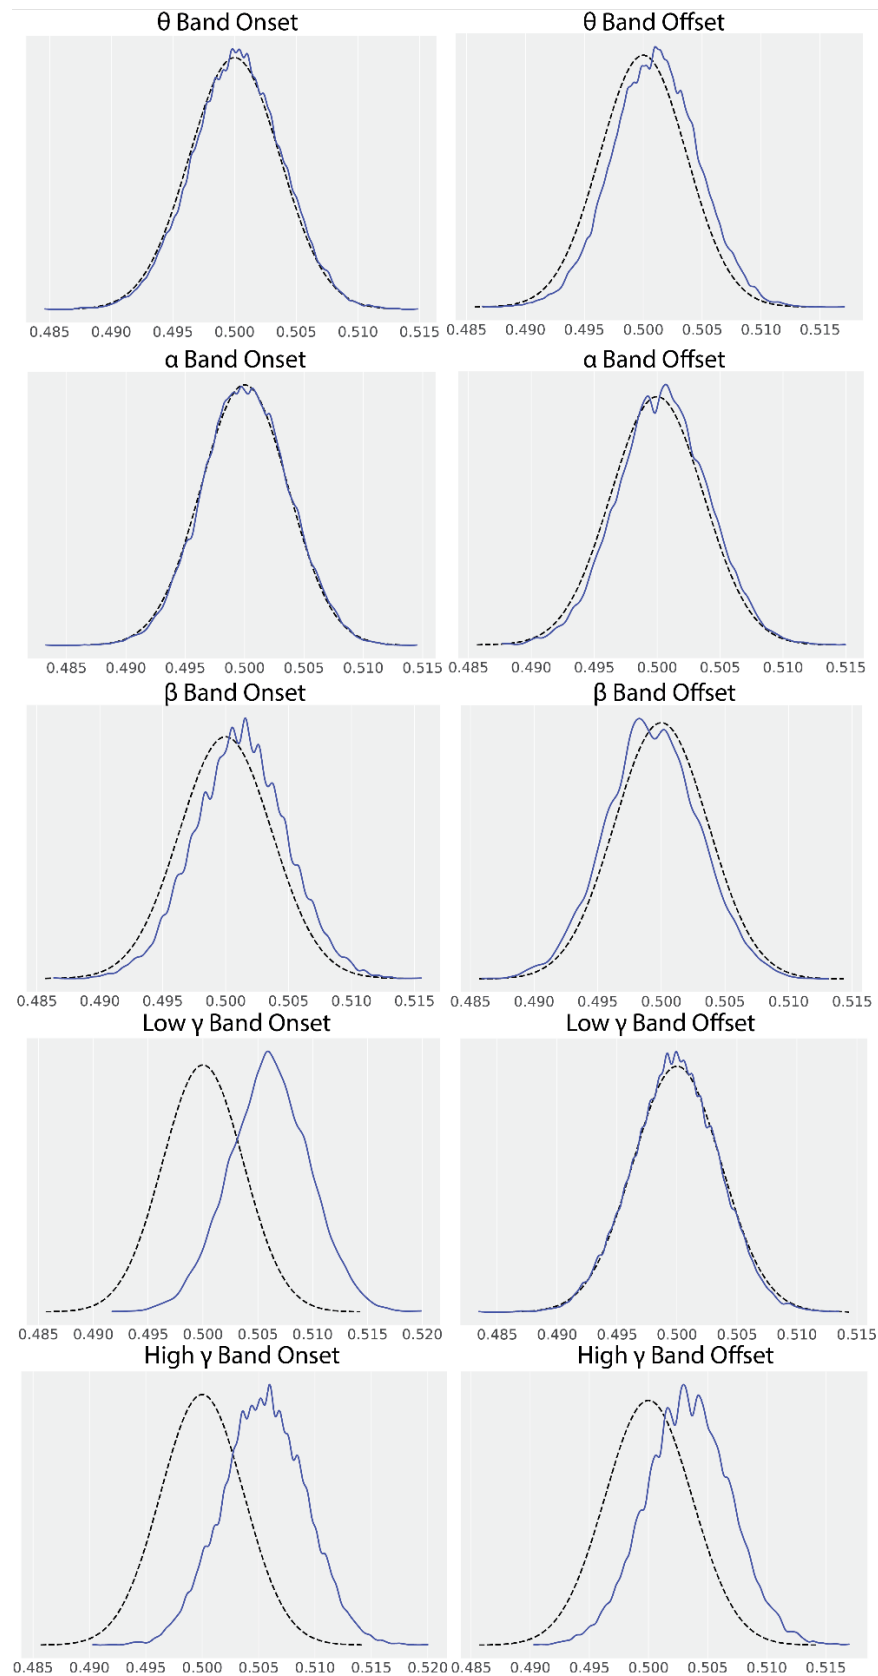 θ Band Onset θ Band Offset
0.485 0.490 0.495 0.500 0.505 0.510 0.515 0.485 0.490 0.495 0.500 0.505 0.510 0.515
α Band Onset α Band Offset
0.485 0.490 0.495 0.500 0.505 0.510 0.515 0.485 0.490 0.495 0.500 0.505 0.510 0.515
β Band Onset β Band Offset
0.485 0.490 0.495 0.500 0.505 0.510 0.515 0.485 0.490 0.495 0.500 0.505 0.510 0.515
Low γ Band Onset Low γ Band Offset
0.485 0.490 0.495 0.500 0.505 0.510 0.515 0.520 0.485 0.490 0.495 0.500 0.505 0.510 0.515
High γ Band Onset High γ Band Offset
0.485 0.490 0.495 0.500 0.505 0.510 0.515 0.520 0.485 0.490 0.495 0.500 0.505 0.510 0.515